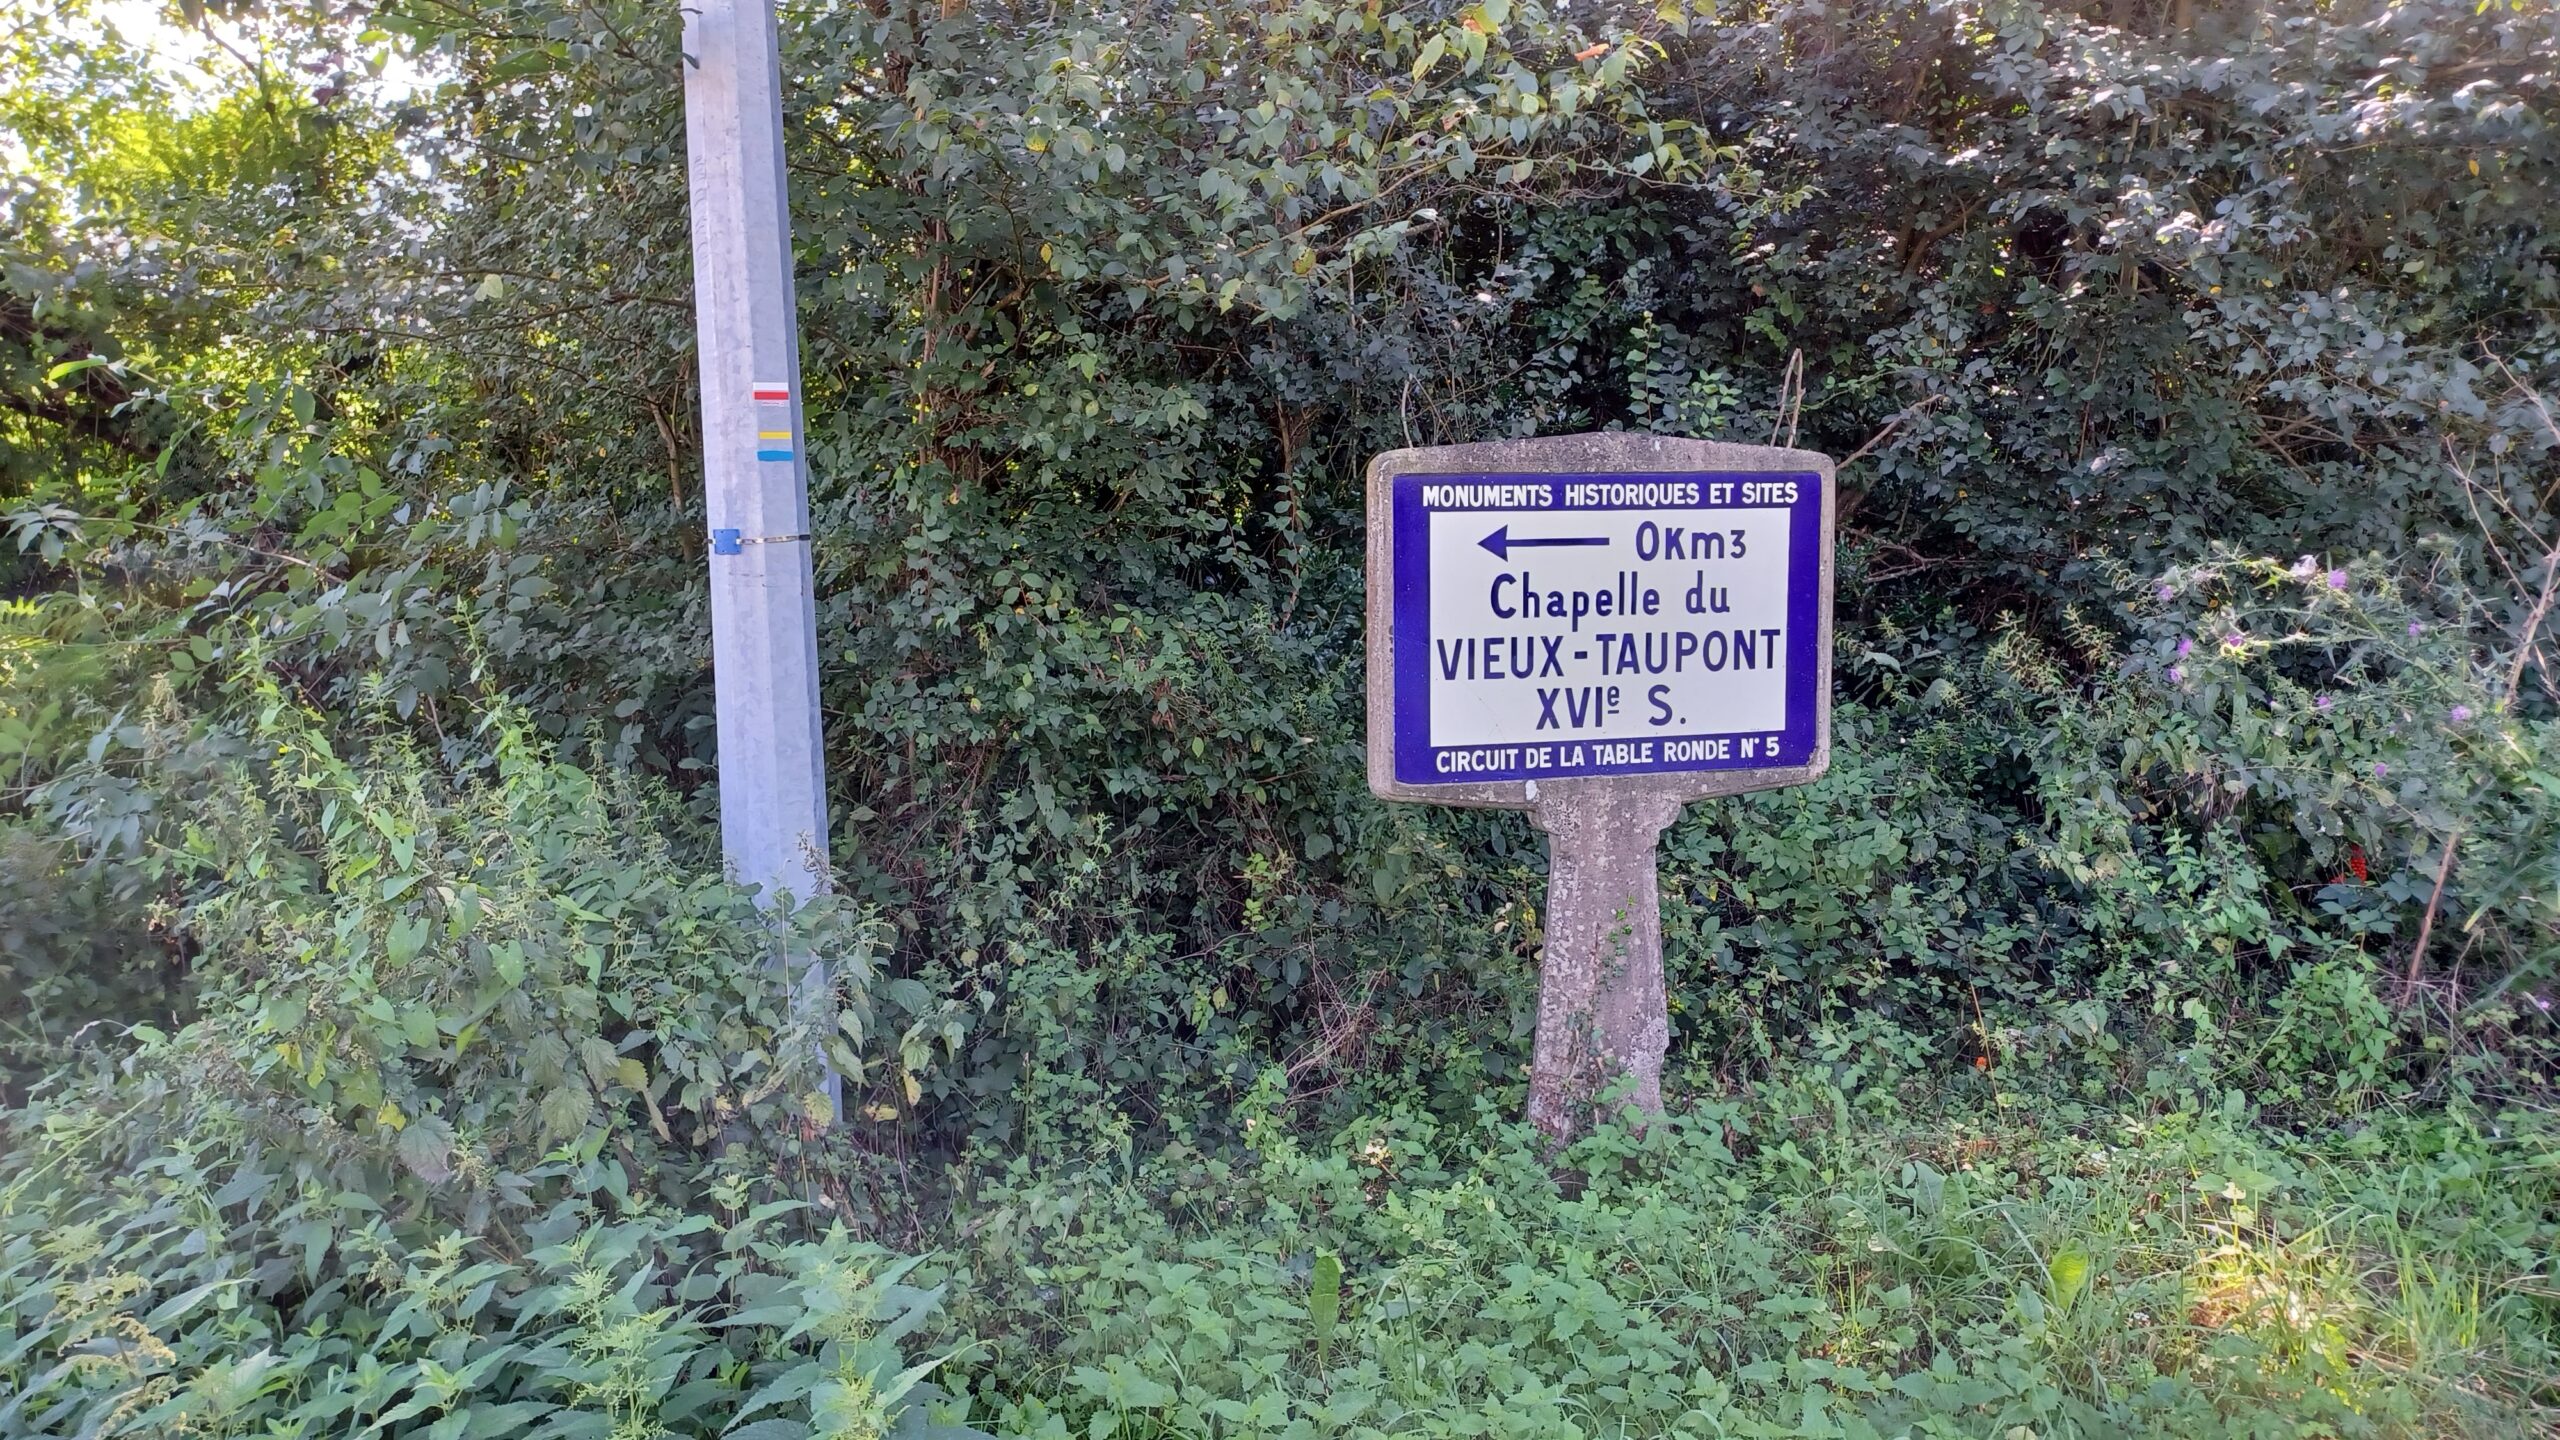 MONUMENTS HISTORIQUES ET SITES
← 0Km3
Chapelle du
VIEUX-TAUPONT
XVIe S.
CIRCUIT DE LA TABLE RONDE N° 5